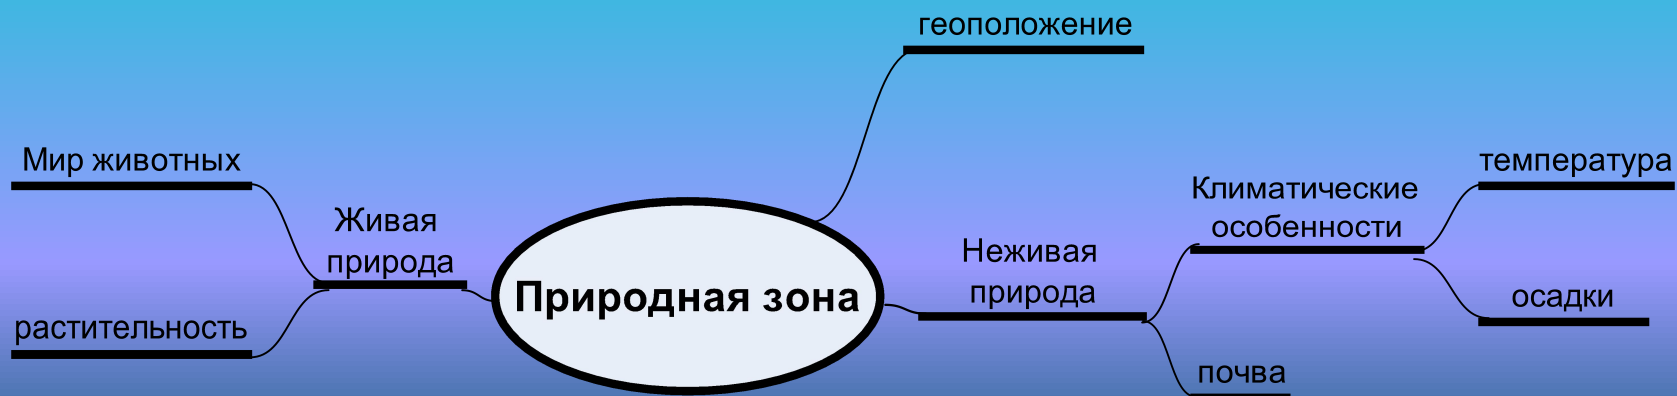 геоположение
Мир животных
температура
Климатические
особенности
Живая
природа
Неживая
природа
Природная зона
осадки
растительность
почва